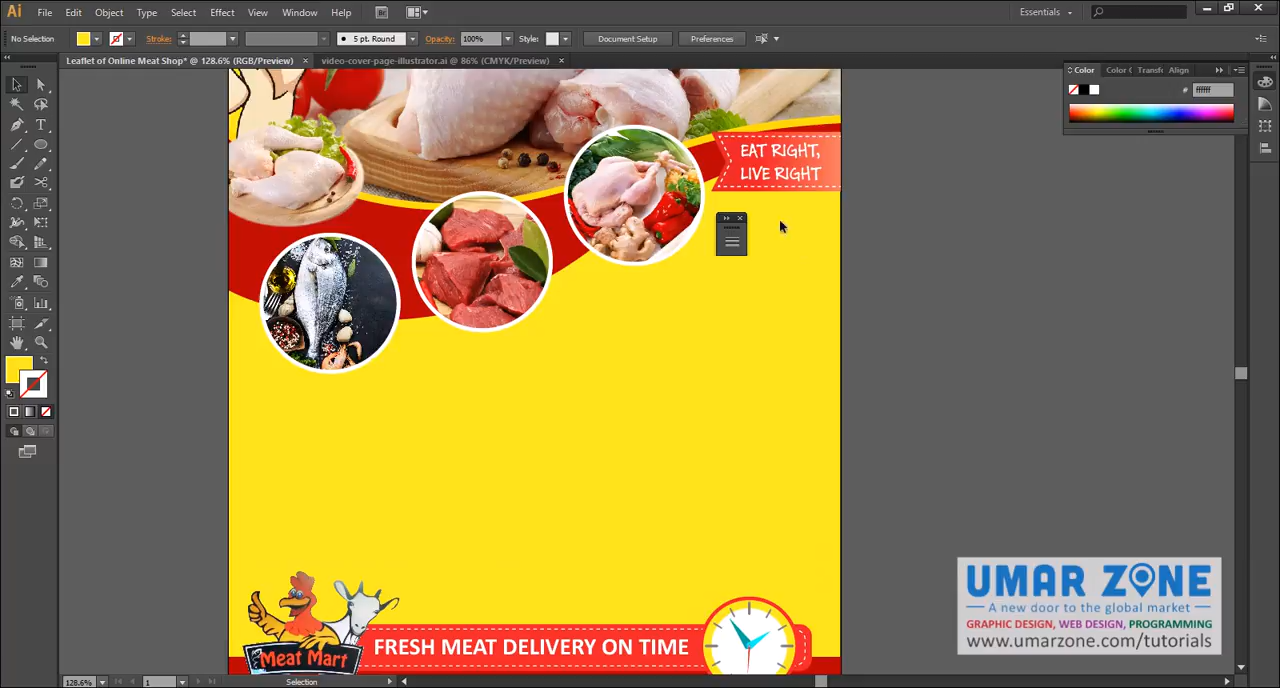 Ai File Edit Object Type Select Effect View Window Help Br Essentials
No Selection Stroke: 5 pt. Round Opacity: 100% Style: Document Setup Preferences
Leaflet of Online Meat Shop* @ 128.6% (RGB/Preview) × video-cover-page-illustrator.ai @ 86% (CMYK/Preview) ×
Color Color G Transfo Align
# ffffff
EAT RIGHT,
LIVE RIGHT
Meat Mart
FRESH MEAT DELIVERY ON TIME
UMAR ZONE
A new door to the global market
GRAPHIC DESIGN, WEB DESIGN, PROGRAMMING
www.umarzone.com/tutorials
128.6% 1 Selection